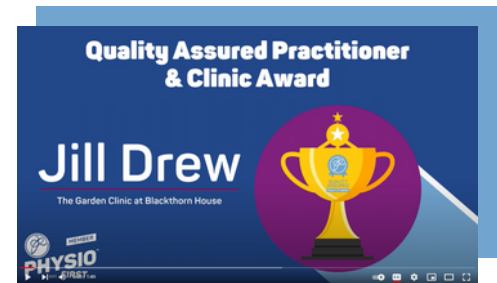 Quality Assured Practitioner
& Clinic Award
Jill Drew
The Garden Clinic at Blackthorn House
MEMBER
PHYSIO
FIRST